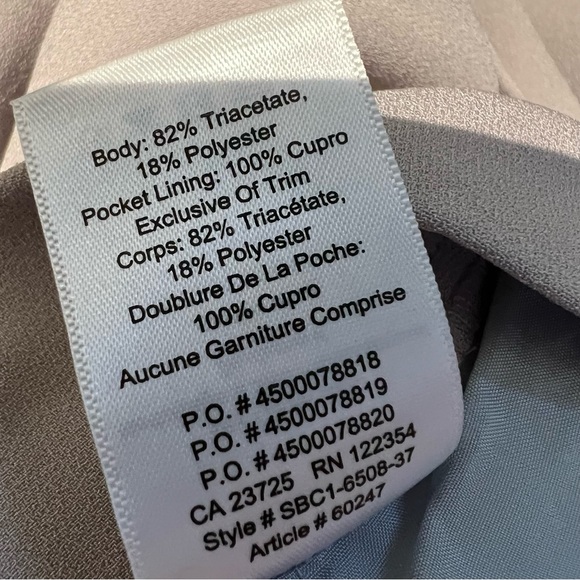 Body: 82% Triacetate,
18% Polyester
Pocket Lining: 100% Cupro
Exclusive Of Trim
Corps: 82% Triacétate,
18% Polyester
Doublure De La Poche:
100% Cupro
Aucune Garniture Comprise
P.O. # 4500078818
P.O. # 4500078819
P.O. # 4500078820
CA 23725 RN 122354
Style # SBC1-6508-37
Article # 60247